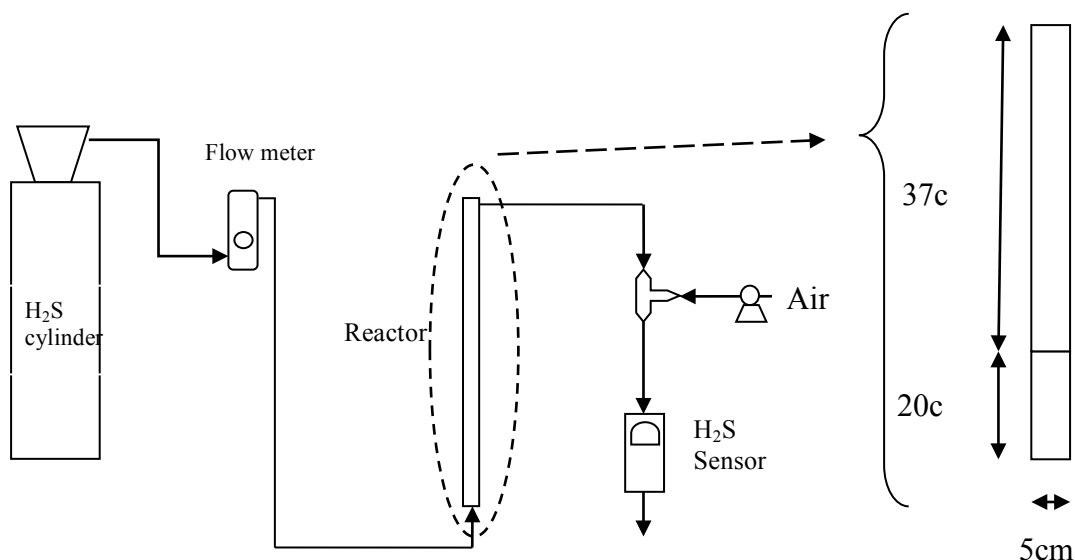 Flow meter
H₂S
cylinder
Reactor
Air
H₂S
Sensor
37c
20c
5cm